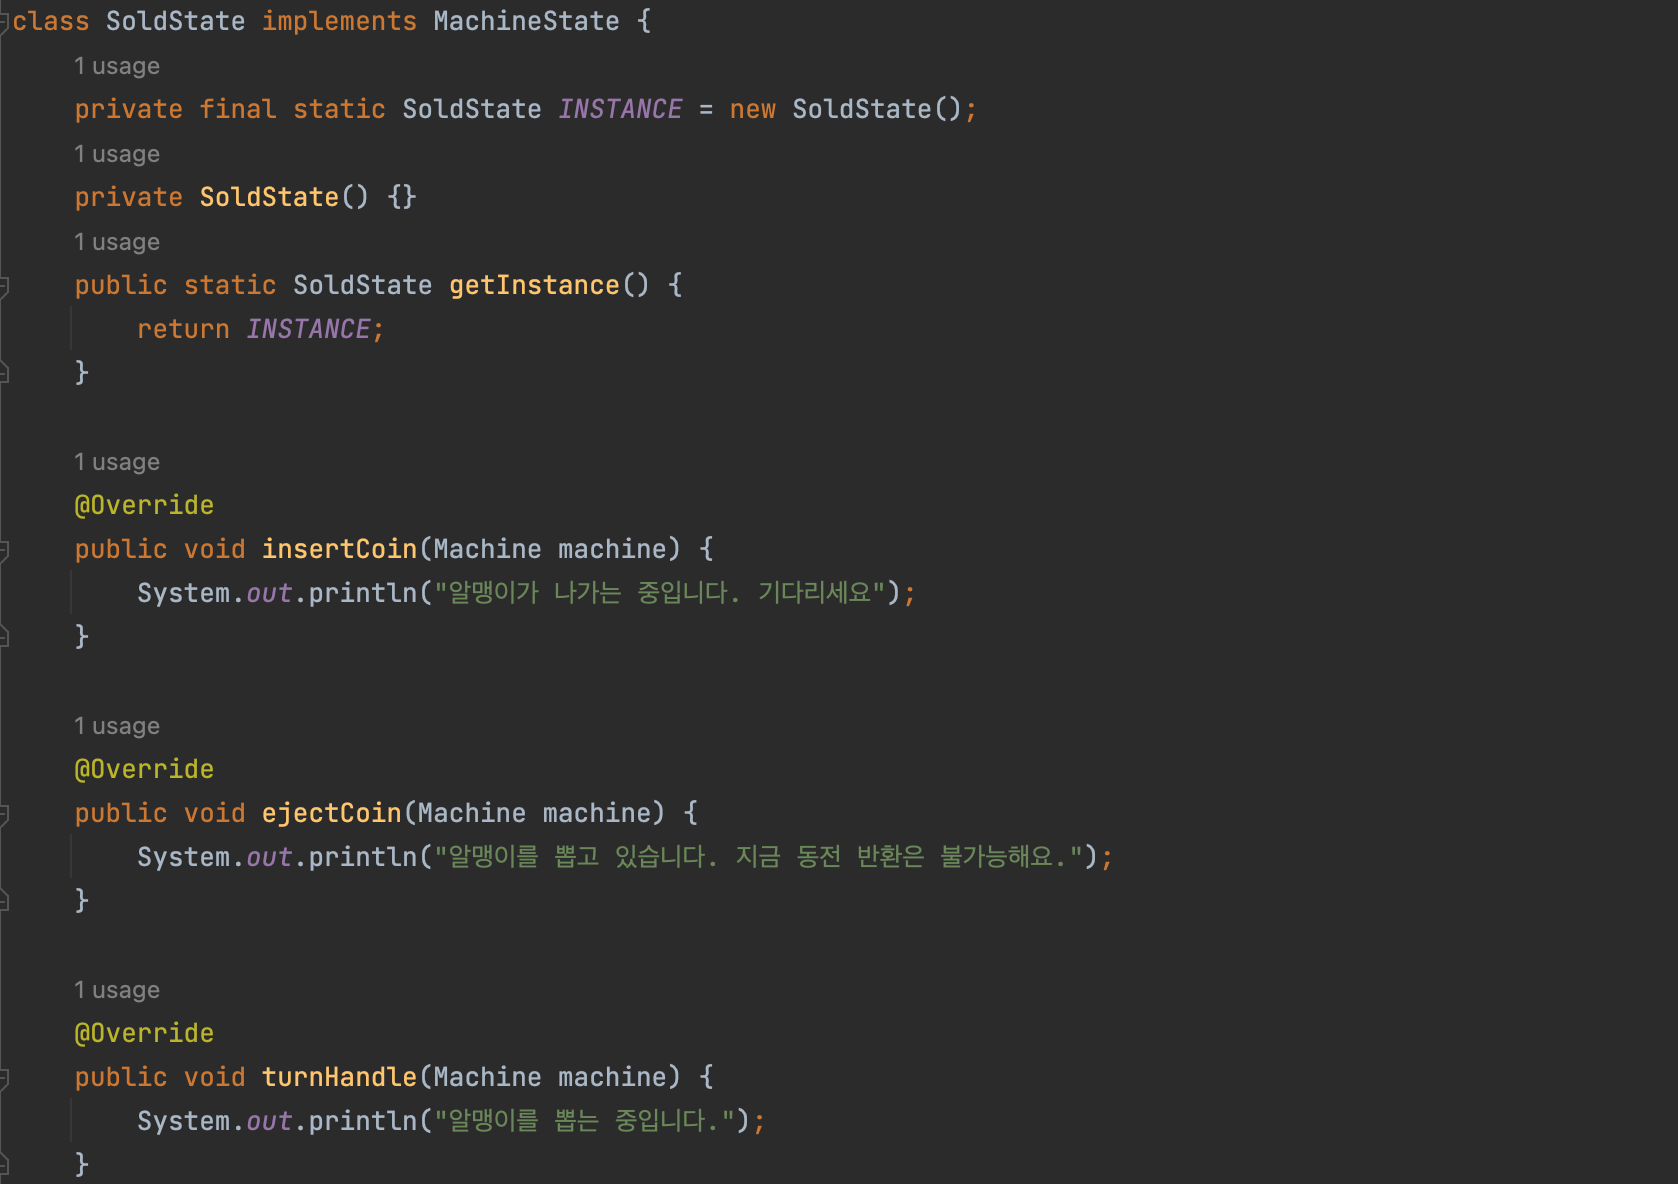 class SoldState implements MachineState {
1 usage
private final static SoldState INSTANCE = new SoldState();
1 usage
private SoldState() {}
1 usage
public static SoldState getInstance() {
return INSTANCE;
}
1 usage
@Override
public void insertCoin(Machine machine) {
System.out.println("알맹이가 나가는 중입니다. 기다리세요");
}
1 usage
@Override
public void ejectCoin(Machine machine) {
System.out.println("알맹이를 뽑고 있습니다. 지금 동전 반환은 불가능해요.");
}
1 usage
@Override
public void turnHandle(Machine machine) {
System.out.println("알맹이를 뽑는 중입니다.");
}